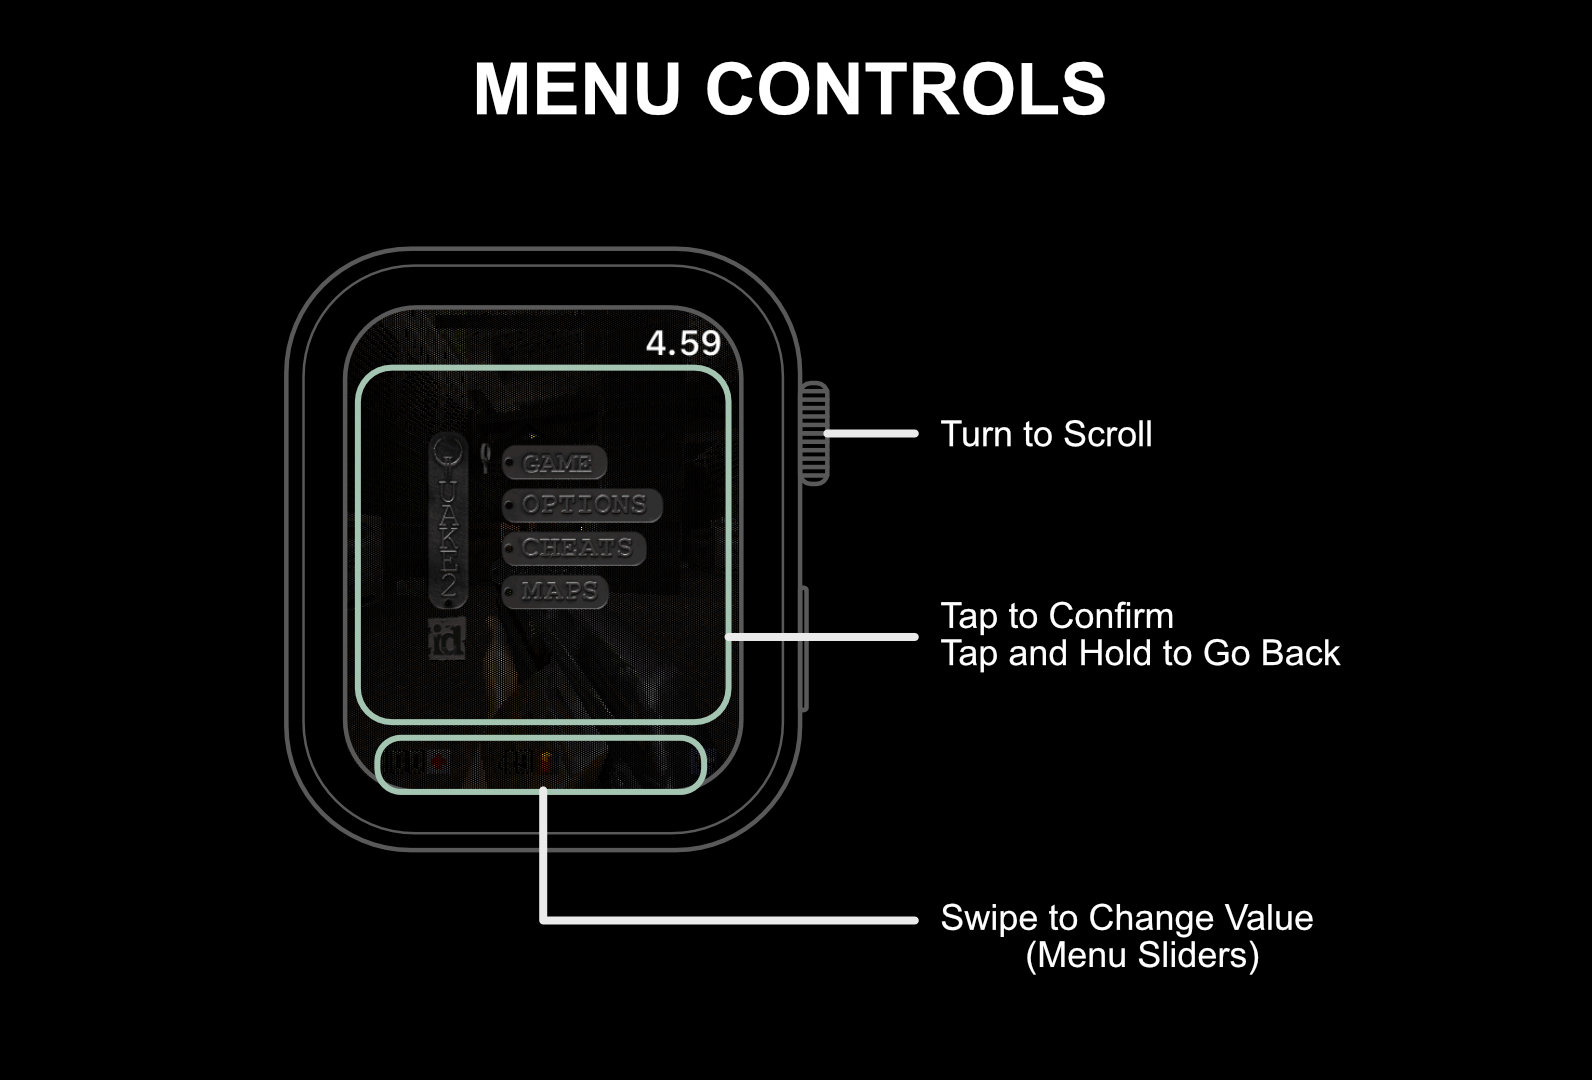 MENU CONTROLS
4.59
QUAKE2
GAME
OPTIONS
CHEATS
MAPS
id
Turn to Scroll
Tap to Confirm
Tap and Hold to Go Back
Swipe to Change Value
(Menu Sliders)